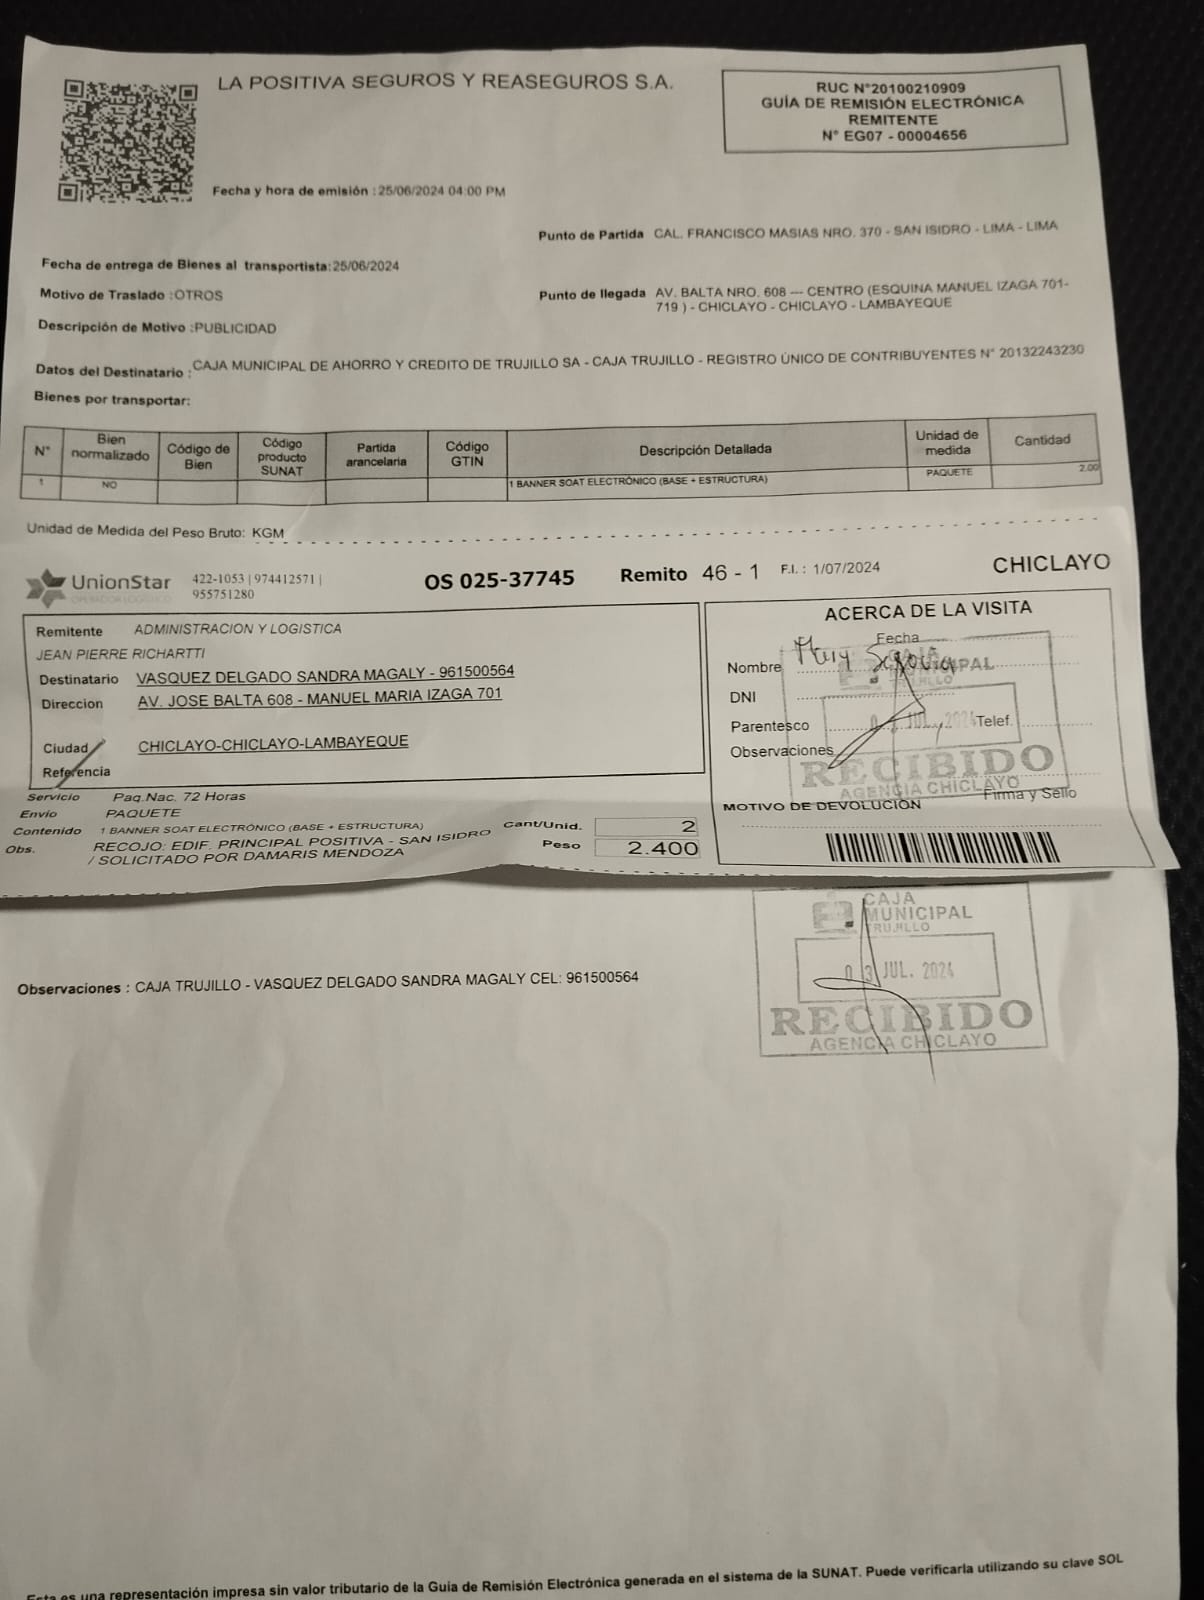 LA POSITIVA SEGUROS Y REASEGUROS S.A.
RUC N°20100210909
GUÍA DE REMISIÓN ELECTRÓNICA
REMITENTE
N° EG07 - 00004656
Fecha y hora de emisión : 25/06/2024 04:00 PM
Punto de Partida CAL. FRANCISCO MASIAS NRO. 370 - SAN ISIDRO - LIMA - LIMA
Fecha de entrega de Bienes al transportista: 25/06/2024
Motivo de Traslado : OTROS
Punto de llegada AV. BALTA NRO. 608 --- CENTRO (ESQUINA MANUEL IZAGA 701-
719 ) - CHICLAYO - CHICLAYO - LAMBAYEQUE
Descripción de Motivo : PUBLICIDAD
Datos del Destinatario : CAJA MUNICIPAL DE AHORRO Y CREDITO DE TRUJILLO SA - CAJA TRUJILLO - REGISTRO ÚNICO DE CONTRIBUYENTES N° 20132243230
Bienes por transportar:
N° Bien normalizado Código de Bien Código producto SUNAT Partida arancelaria Código GTIN Descripción Detallada Unidad de medida Cantidad
1 NO 1 BANNER SOAT ELECTRÓNICO (BASE + ESTRUCTURA) PAQUETE 2.00
Unidad de Medida del Peso Bruto: KGM
UnionStar
OPERADOR LOGISTICO
422-1053 | 974412571 |
955751280
OS 025-37745 Remito 46 - 1 F.I. : 1/07/2024 CHICLAYO
Remitente ADMINISTRACION Y LOGISTICA
JEAN PIERRE RICHARTTI
Destinatario VASQUEZ DELGADO SANDRA MAGALY - 961500564
Direccion AV. JOSE BALTA 608 - MANUEL MARIA IZAGA 701
Ciudad CHICLAYO-CHICLAYO-LAMBAYEQUE
Referencia
Servicio Paq.Nac. 72 Horas
Envío PAQUETE
Contenido 1 BANNER SOAT ELECTRÓNICO (BASE + ESTRUCTURA)
Obs. RECOJO: EDIF. PRINCIPAL POSITIVA - SAN ISIDRO
/ SOLICITADO POR DAMARIS MENDOZA
Cant/Unid. 2
Peso 2.400
ACERCA DE LA VISITA
Fecha
Nombre
DNI
Parentesco Telef.
Observaciones
Firma y Sello
MOTIVO DE DEVOLUCIÓN
JUL. 2024
RECIBIDO
AGENCIA CHICLAYO
CAJA
MUNICIPAL
TRUJILLO
03 JUL. 2024
RECIBIDO
AGENCIA CHICLAYO
Observaciones : CAJA TRUJILLO - VASQUEZ DELGADO SANDRA MAGALY CEL: 961500564
Esta es una representación impresa sin valor tributario de la Guía de Remisión Electrónica generada en el sistema de la SUNAT. Puede verificarla utilizando su clave SOL